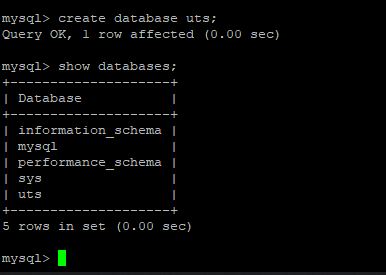 mysql> create database uts;
Query OK, 1 row affected (0.00 sec)

mysql> show databases;
+--------------------+
| Database           |
+--------------------+
| information_schema |
| mysql              |
| performance_schema |
| sys                |
| uts                |
+--------------------+
5 rows in set (0.00 sec)

mysql>